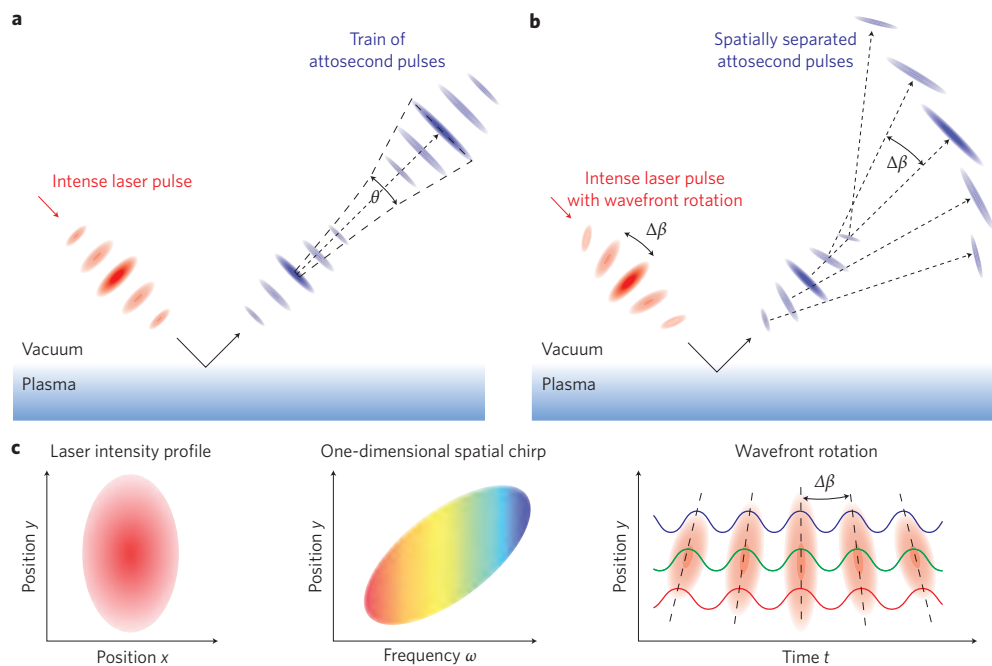 a
Train of
attosecond pulses
Intense laser pulse
θ
Vacuum
Plasma
b
Spatially separated
attosecond pulses
Δβ
Intense laser pulse
with wavefront rotation
Δβ
Vacuum
Plasma
c
Laser intensity profile
Position y
Position x
One-dimensional spatial chirp
Position y
Frequency ω
Wavefront rotation
Δβ
Position y
Time t